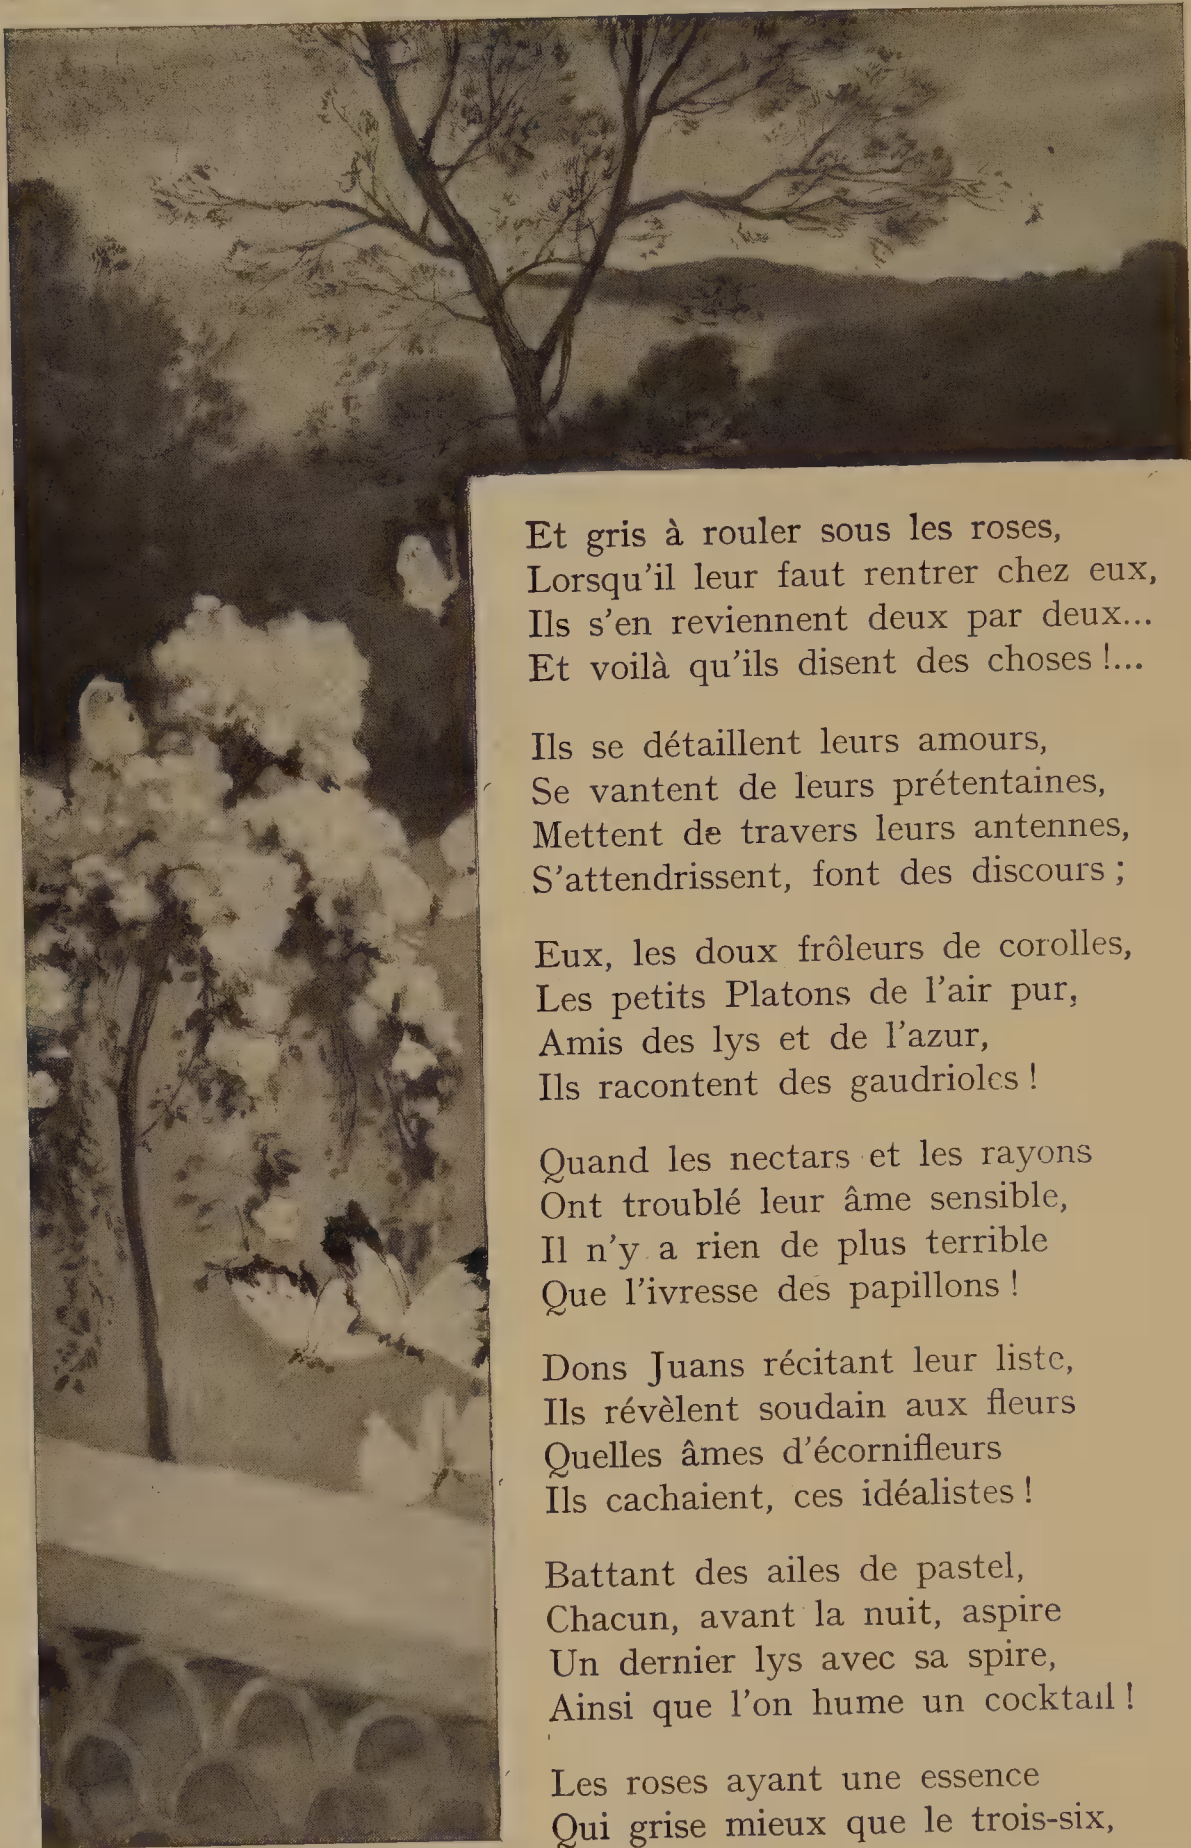 Et gris à rouler sous les roses,
Lorsqu'il leur faut rentrer chez eux,
Ils s'en reviennent deux par deux...
Et voilà qu'ils disent des choses !...

Ils se détaillent leurs amours,
Se vantent de leurs prétentaines,
Mettent de travers leurs antennes,
S'attendrissent, font des discours ;

Eux, les doux frôleurs de corolles,
Les petits Platons de l'air pur,
Amis des lys et de l'azur,
Ils racontent des gaudrioles !

Quand les nectars et les rayons
Ont troublé leur âme sensible,
Il n'y a rien de plus terrible
Que l'ivresse des papillons !

Dons Juans récitant leur liste,
Ils révèlent soudain aux fleurs
Quelles âmes d'écornifleurs
Ils cachaient, ces idéalistes !

Battant des ailes de pastel,
Chacun, avant la nuit, aspire
Un dernier lys avec sa spire,
Ainsi que l'on hume un cocktail !

Les roses ayant une essence
Qui grise mieux que le trois-six,